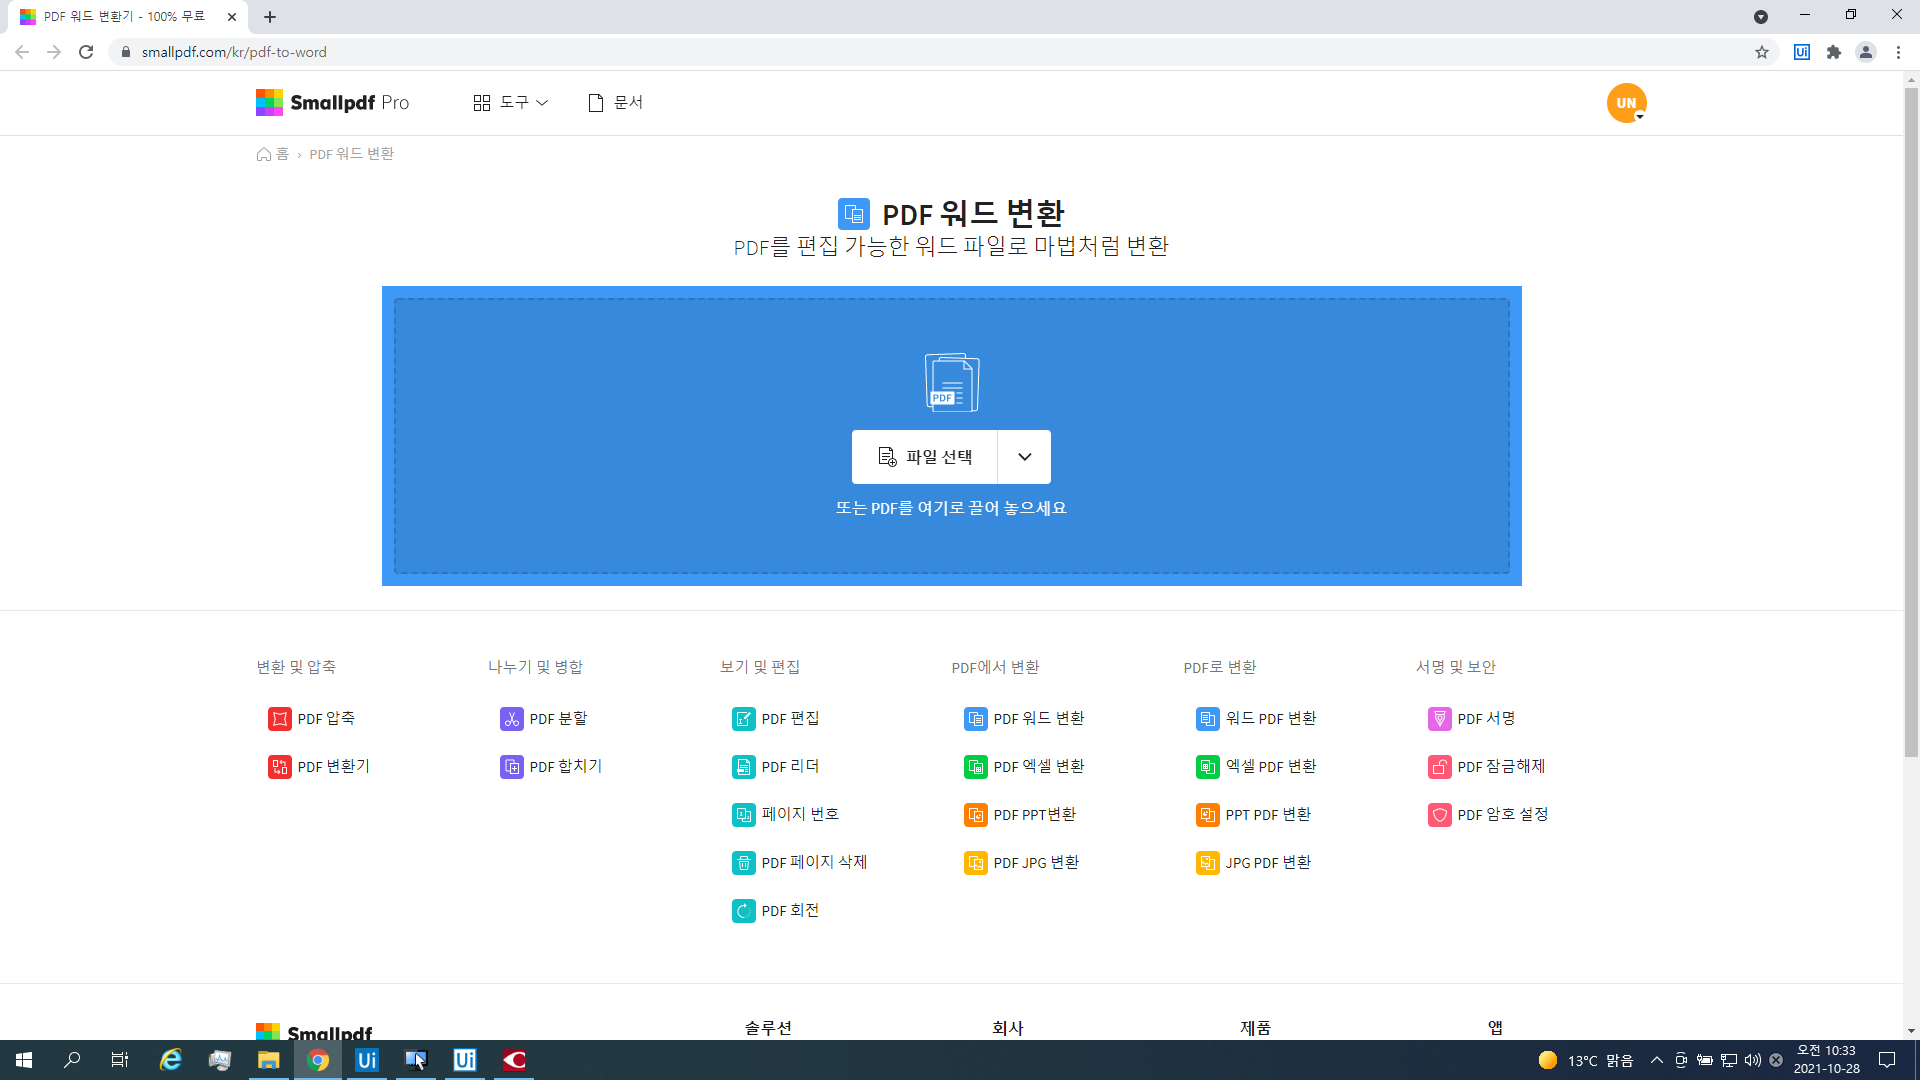 PDF 워드 변환기 - 100% 무료
smallpdf.com/kr/pdf-to-word
Ui
Smallpdf Pro
도구
문서
UN
홈 › PDF 워드 변환
PDF 워드 변환
PDF를 편집 가능한 워드 파일로 마법처럼 변환
PDF
파일 선택
또는 PDF를 여기로 끌어 놓으세요
변환 및 압축
나누기 및 병합
보기 및 편집
PDF에서 변환
PDF로 변환
서명 및 보안
PDF 압축
PDF 분할
PDF 편집
PDF 워드 변환
워드 PDF 변환
PDF 서명
PDF 변환기
PDF 합치기
PDF 리더
PDF 엑셀 변환
엑셀 PDF 변환
PDF 잠금해제
페이지 번호
PDF PPT변환
PPT PDF 변환
PDF 암호 설정
PDF 페이지 삭제
PDF JPG 변환
JPG PDF 변환
PDF 회전
Smallpdf
솔루션
회사
제품
앱
Ui
Ui
13°C 맑음
오전 10:33
2021-10-28